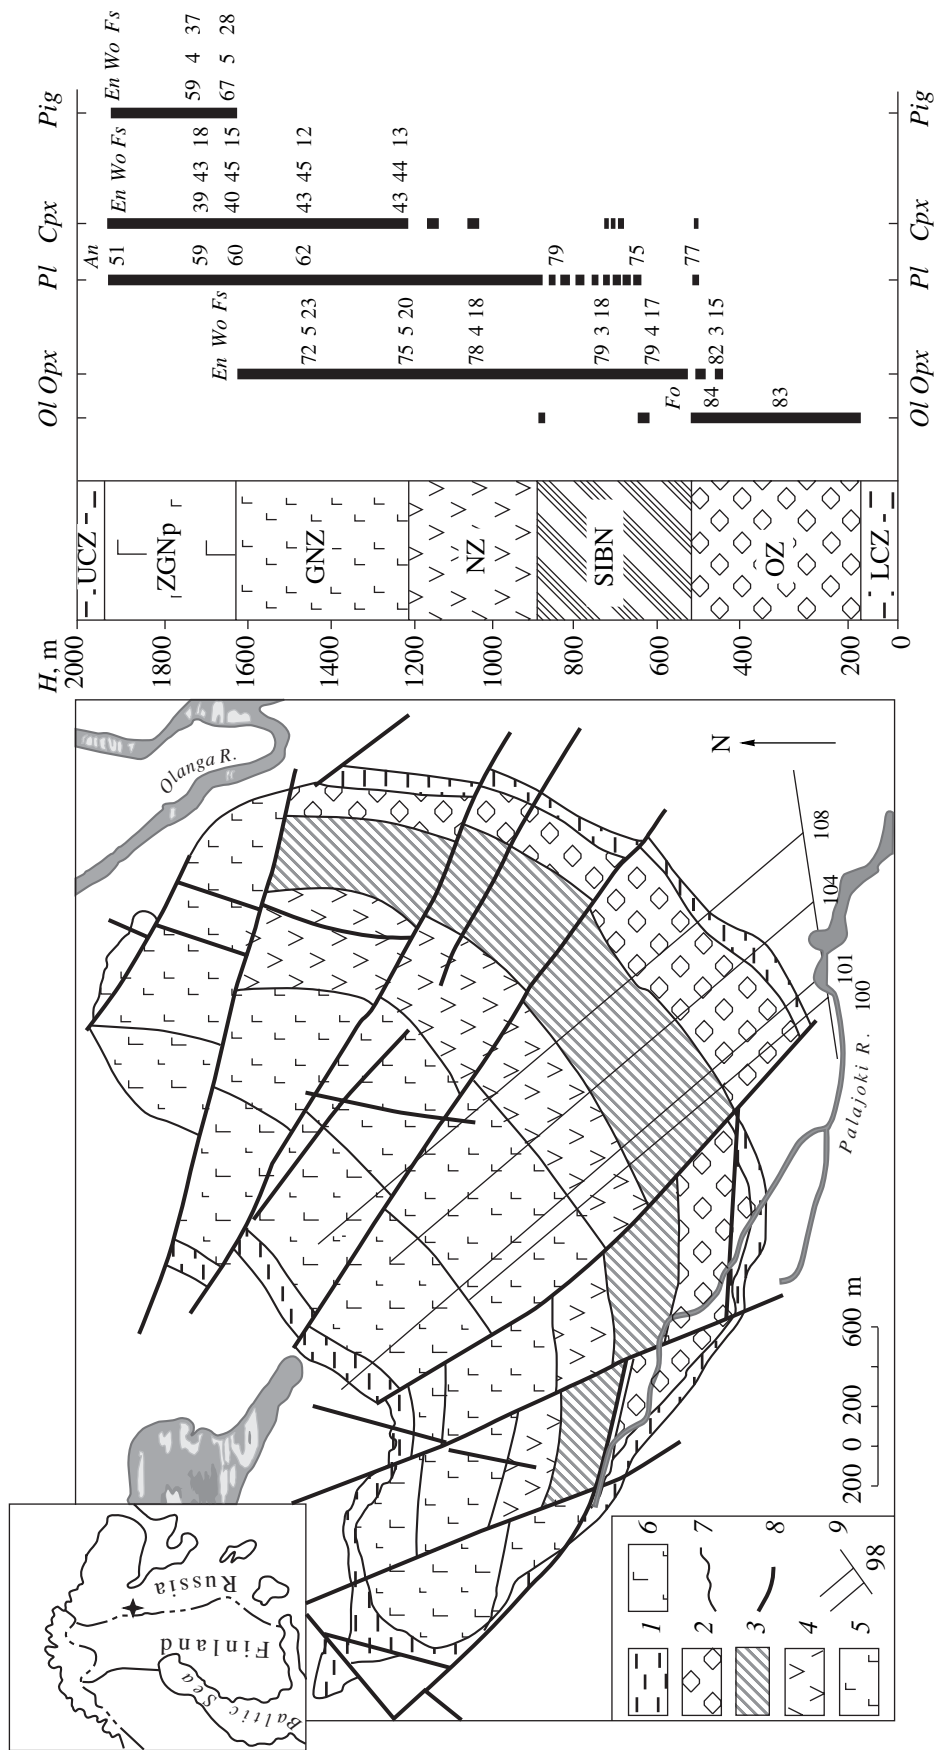 Baltic Sea
Finland
Russia
Olanga R.
Palajoki R.
N
108
104
101
100
200 0 200 600 m
1
2
3
4
5
6
7
8
9
98
H, m
2000
1800
1600
1400
1200
1000
800
600
400
200
0
UCZ
ZGNp
GNZ
NZ
SIBN
OZ
LCZ
Ol Opx Pl Cpx Pig
Fo
84
83
En Wo Fs
72 5 23
75 5 20
78 4 18
79 3 18
79 4 17
82 3 15
An
51
59
60
62
79
75
77
En Wo Fs
39 43 18
40 45 15
43 45 12
43 44 13
En Wo Fs
59 4 37
67 5 28
Ol Opx Pl Cpx Pig